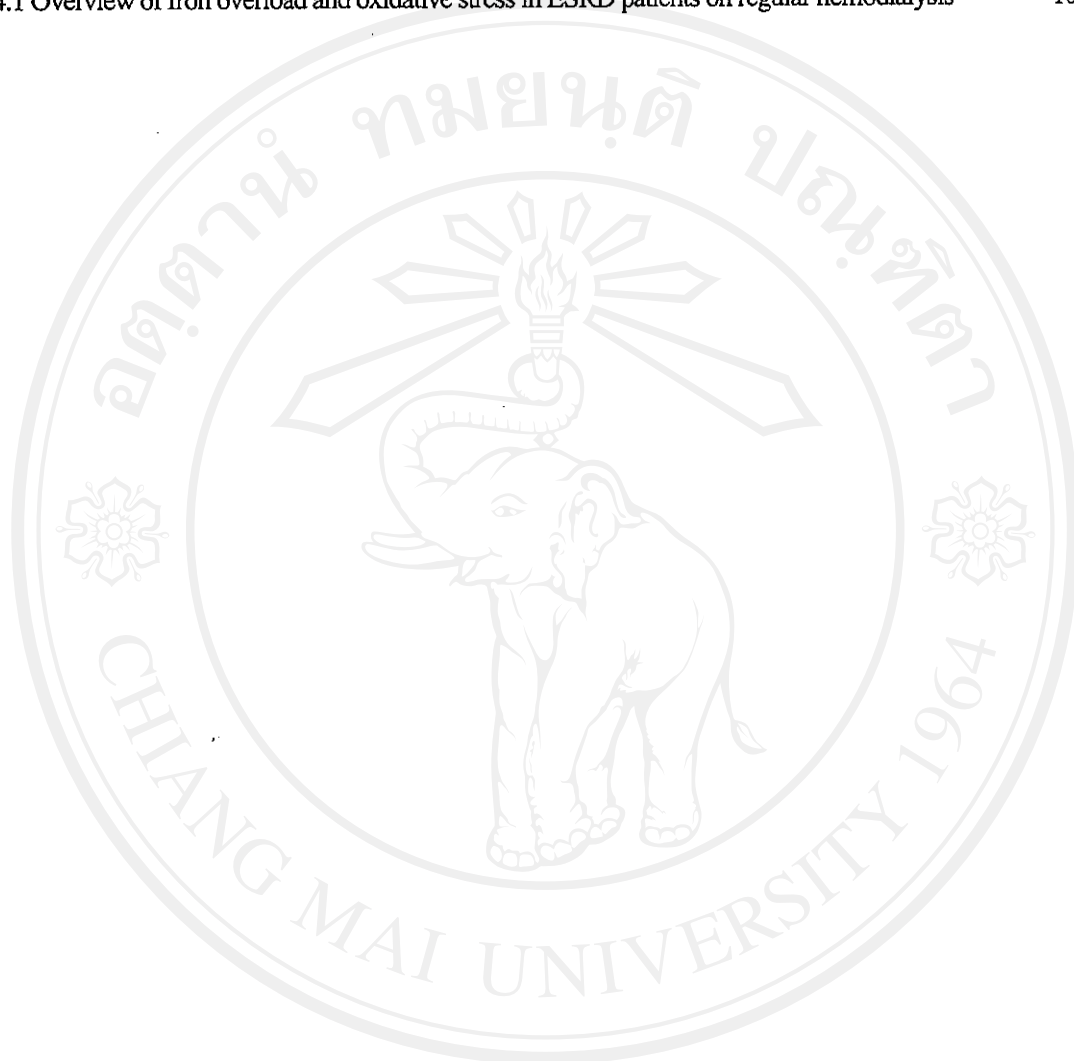 4.1 Overview of iron overload and oxidative stress in ESRD patients on regular hemodialysis
อตฺตานํ ทมยนฺติ ปณฺฑิตา
CHIANG MAI UNIVERSITY 1964